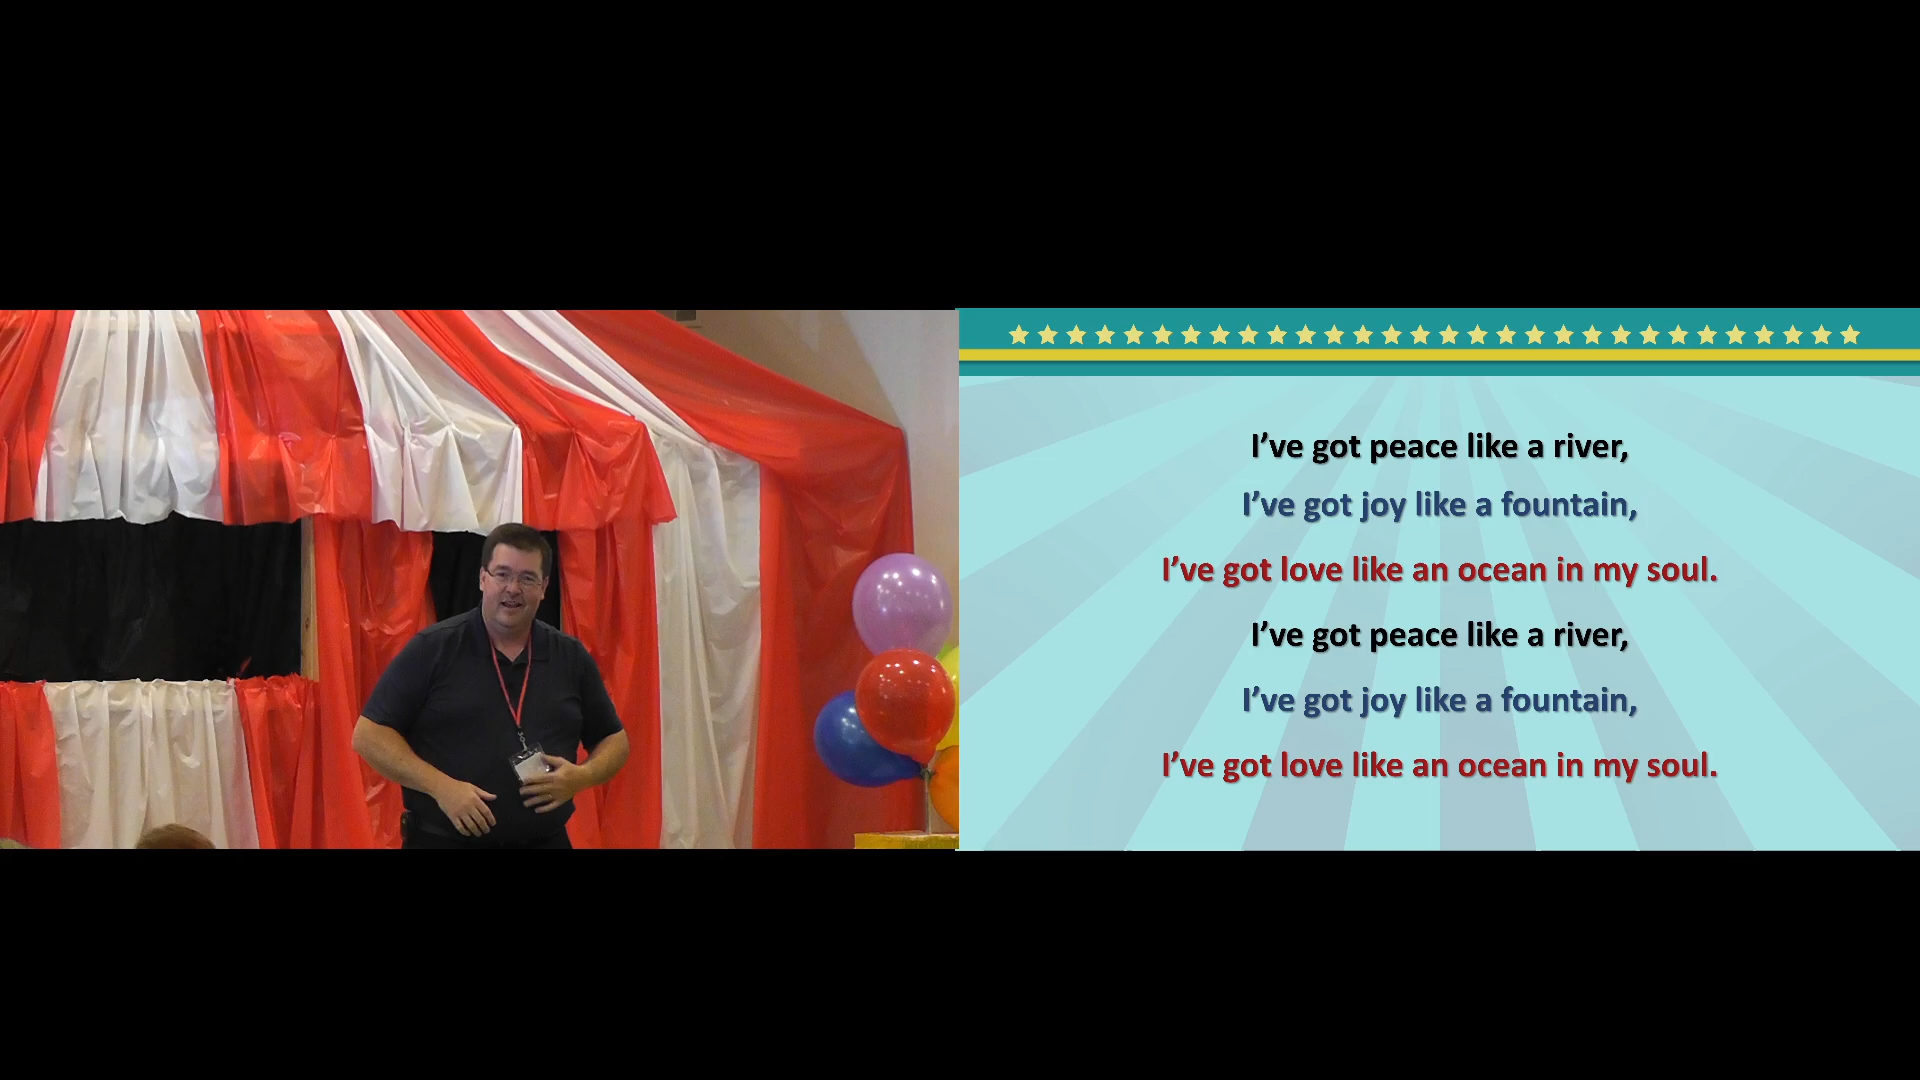 I’ve got peace like a river,
I’ve got joy like a fountain,
I’ve got love like an ocean in my soul.
I’ve got peace like a river,
I’ve got joy like a fountain,
I’ve got love like an ocean in my soul.